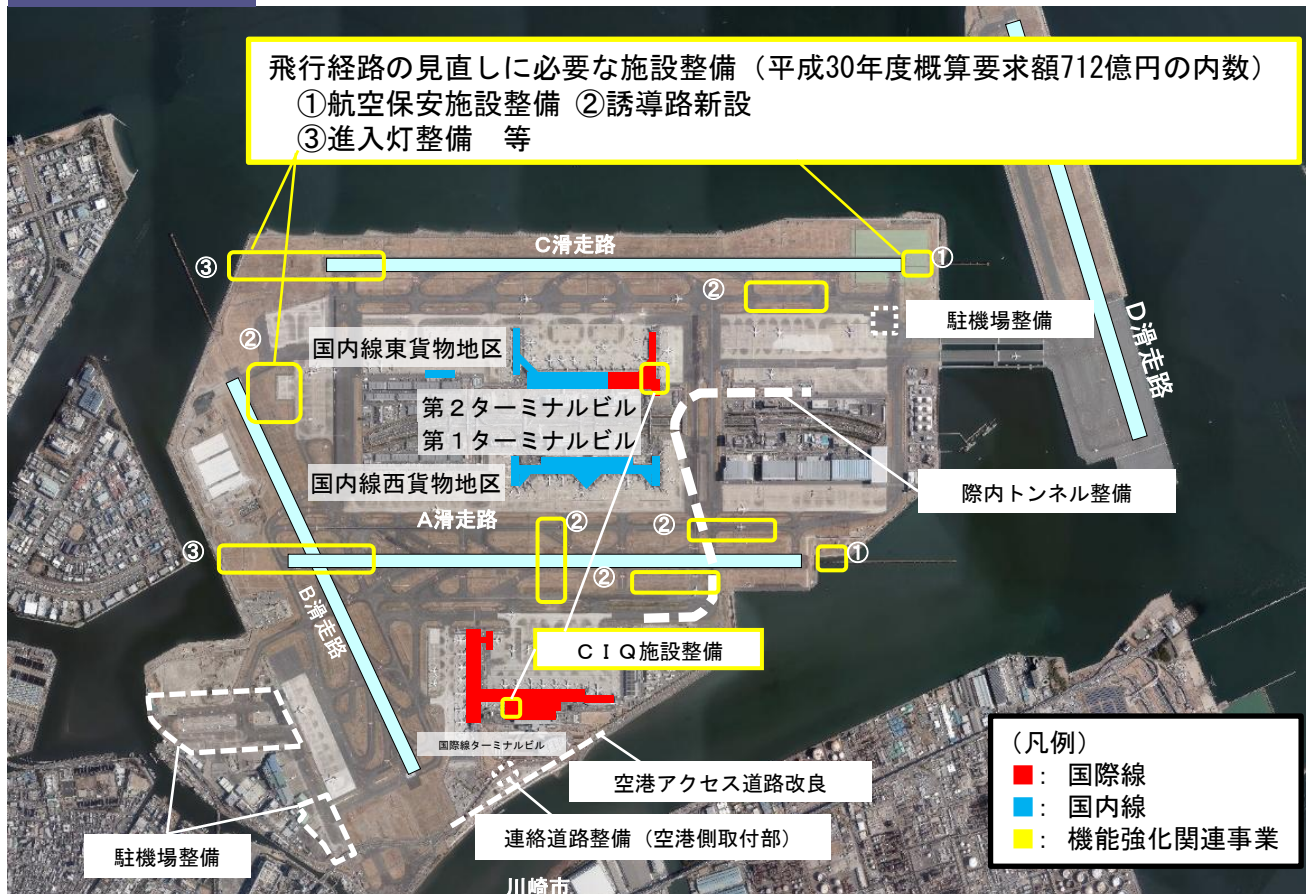 飛行経路の見直しに必要な施設整備（平成30年度概算要求額712億円の内数）
①航空保安施設整備 ②誘導路新設
③進入灯整備　等
C滑走路
③
①
②
駐機場整備
D滑走路
②
国内線東貨物地区
第２ターミナルビル
第１ターミナルビル
国内線西貨物地区
際内トンネル整備
A滑走路
②
②
③
①
②
B滑走路
ＣＩＱ施設整備
国際線ターミナルビル
空港アクセス道路改良
連絡道路整備（空港側取付部）
駐機場整備
川崎市
（凡例）
：国際線
：国内線
：機能強化関連事業